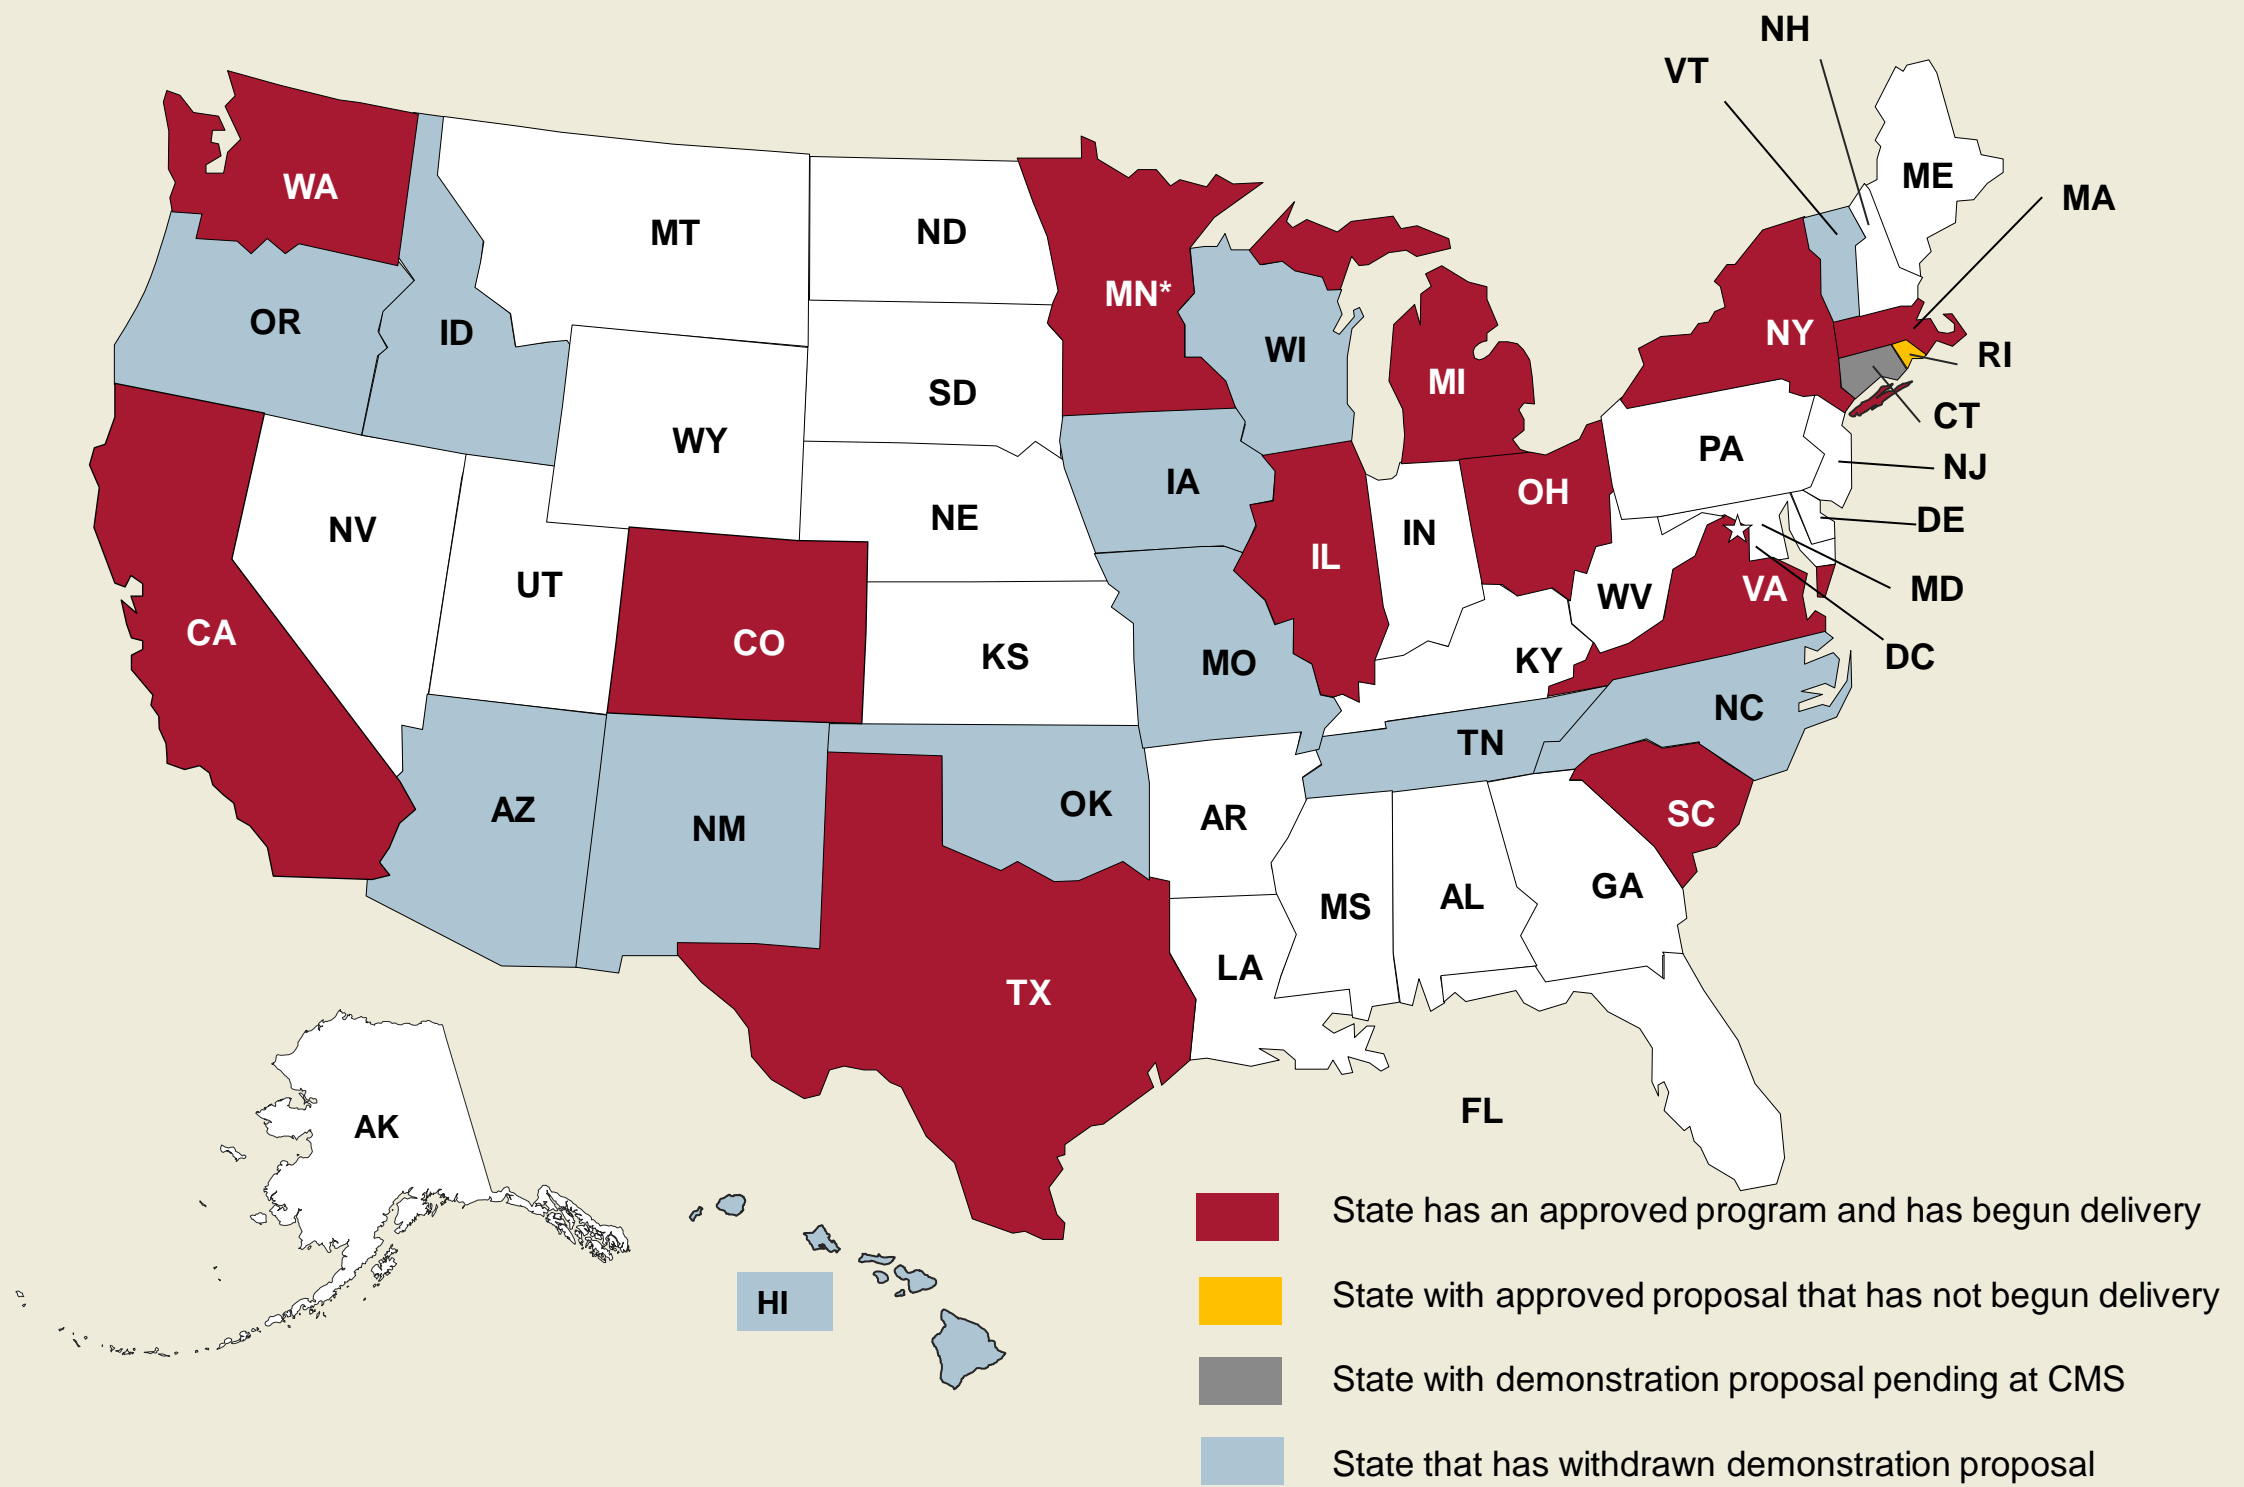 NH
VT
ME
WA
MA
MT
ND
MN*
OR
ID
WI
NY
RI
MI
SD
CT
WY
PA
NJ
IA
OH
NE
DE
NV
IN
IL
UT
WV
VA
MD
CA
CO
KS
MO
KY
DC
NC
TN
AZ
NM
OK
AR
SC
MS
AL
GA
LA
TX
FL
AK
HI
State has an approved program and has begun delivery
State with approved proposal that has not begun delivery
State with demonstration proposal pending at CMS
State that has withdrawn demonstration proposal